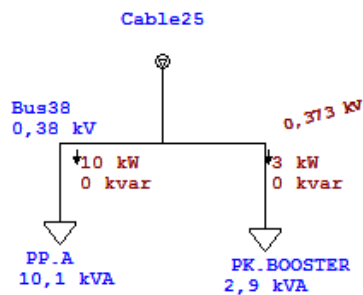 Cable25
Bus38
0,38 kV
0,373 kV
10 kW
0 kvar
3 kW
0 kvar
PP.A
10,1 kVA
PK.BOOSTER
2,9 kVA